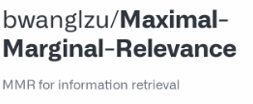 bwanglzu/Maximal-
Marginal-Relevance
MMR for information retrieval